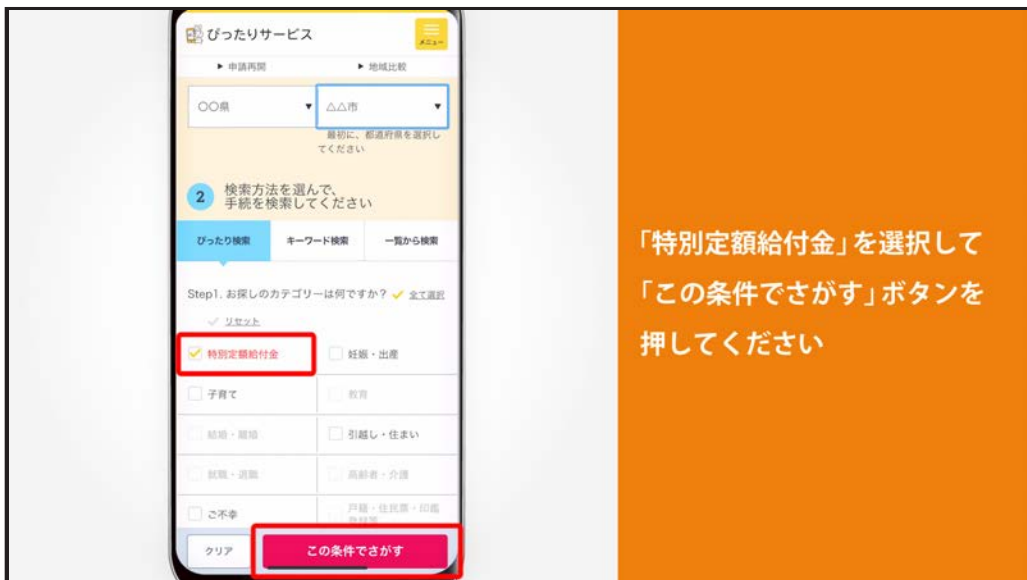 ぴったりサービス
メニュー
▶ 申請再開
▶ 地域比較
〇〇県 ▼
△△市 ▼
最初に、都道府県を選択し
てください
2
検索方法を選んで、
手続を検索してください
ぴったり検索
キーワード検索
一覧から検索
Step1. お探しのカテゴリーは何ですか？ 全て選択
リセット
特別定額給付金
妊娠・出産
子育て
教育
結婚・離婚
引越し・住まい
就職・退職
高齢者・介護
ご不幸
戸籍・住民票・印鑑
登録等
クリア
この条件でさがす
「特別定額給付金」を選択して
「この条件でさがす」ボタンを
押してください